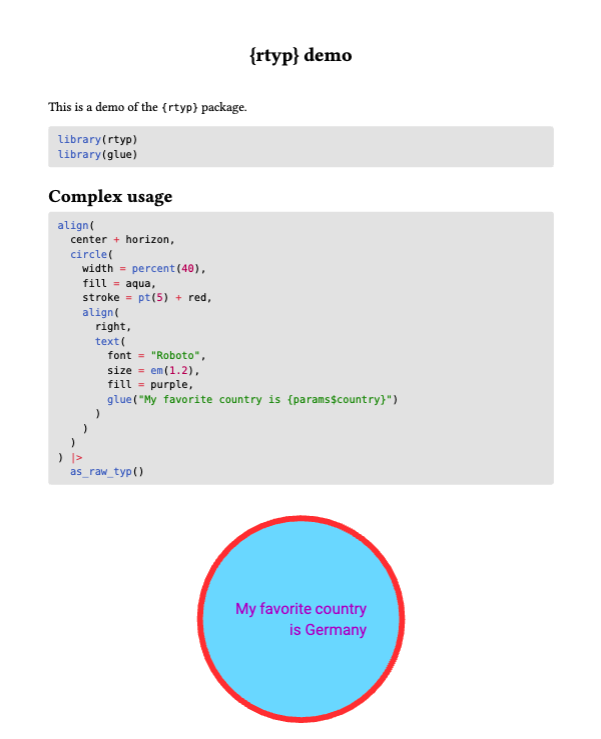 {rtyp} demo
This is a demo of the {rtyp} package.
library(rtyp)
library(glue)
Complex usage
align(
  center + horizon,
  circle(
    width = percent(40),
    fill = aqua,
    stroke = pt(5) + red,
    align(
      right,
      text(
        font = "Roboto",
        size = em(1.2),
        fill = purple,
        glue("My favorite country is {params$country}")
      )
    )
  )
) |>
  as_raw_typ()
My favorite country
is Germany